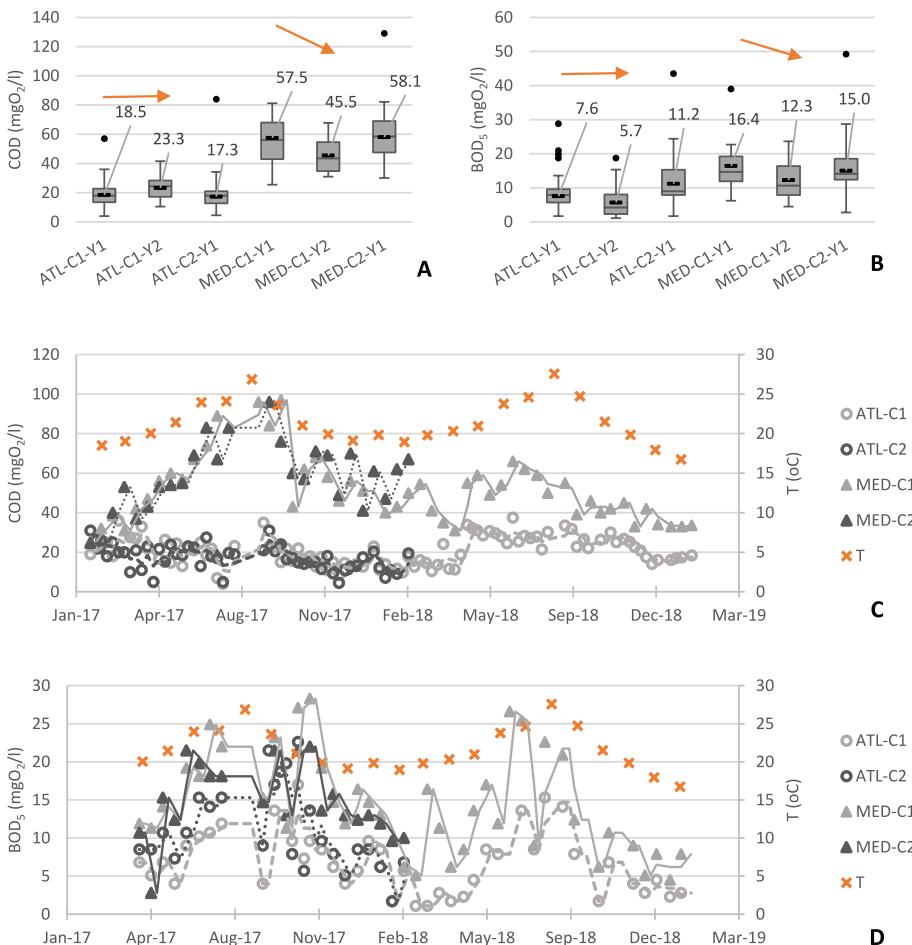 COD (mgO2/l)
140
120
100
80
60
40
20
0
18.5
23.3
17.3
57.5
45.5
58.1
ATL-C1-Y1
ATL-C1-Y2
ATL-C2-Y1
MED-C1-Y1
MED-C1-Y2
MED-C2-Y1
A
BOD5 (mgO2/l)
60
50
40
30
20
10
0
7.6
5.7
11.2
16.4
12.3
15.0
ATL-C1-Y1
ATL-C1-Y2
ATL-C2-Y1
MED-C1-Y1
MED-C1-Y2
MED-C2-Y1
B
COD (mgO2/l)
120
100
80
60
40
20
0
30
25
20
15
10
5
0
T (oC)
Jan-17 Apr-17 Aug-17 Nov-17 Feb-18 May-18 Sep-18 Dec-18 Mar-19
ATL-C1
ATL-C2
MED-C1
MED-C2
T
C
BOD5 (mgO2/l)
30
25
20
15
10
5
0
30
25
20
15
10
5
0
T (oC)
Jan-17 Apr-17 Aug-17 Nov-17 Feb-18 May-18 Sep-18 Dec-18 Mar-19
ATL-C1
ATL-C2
MED-C1
MED-C2
T
D